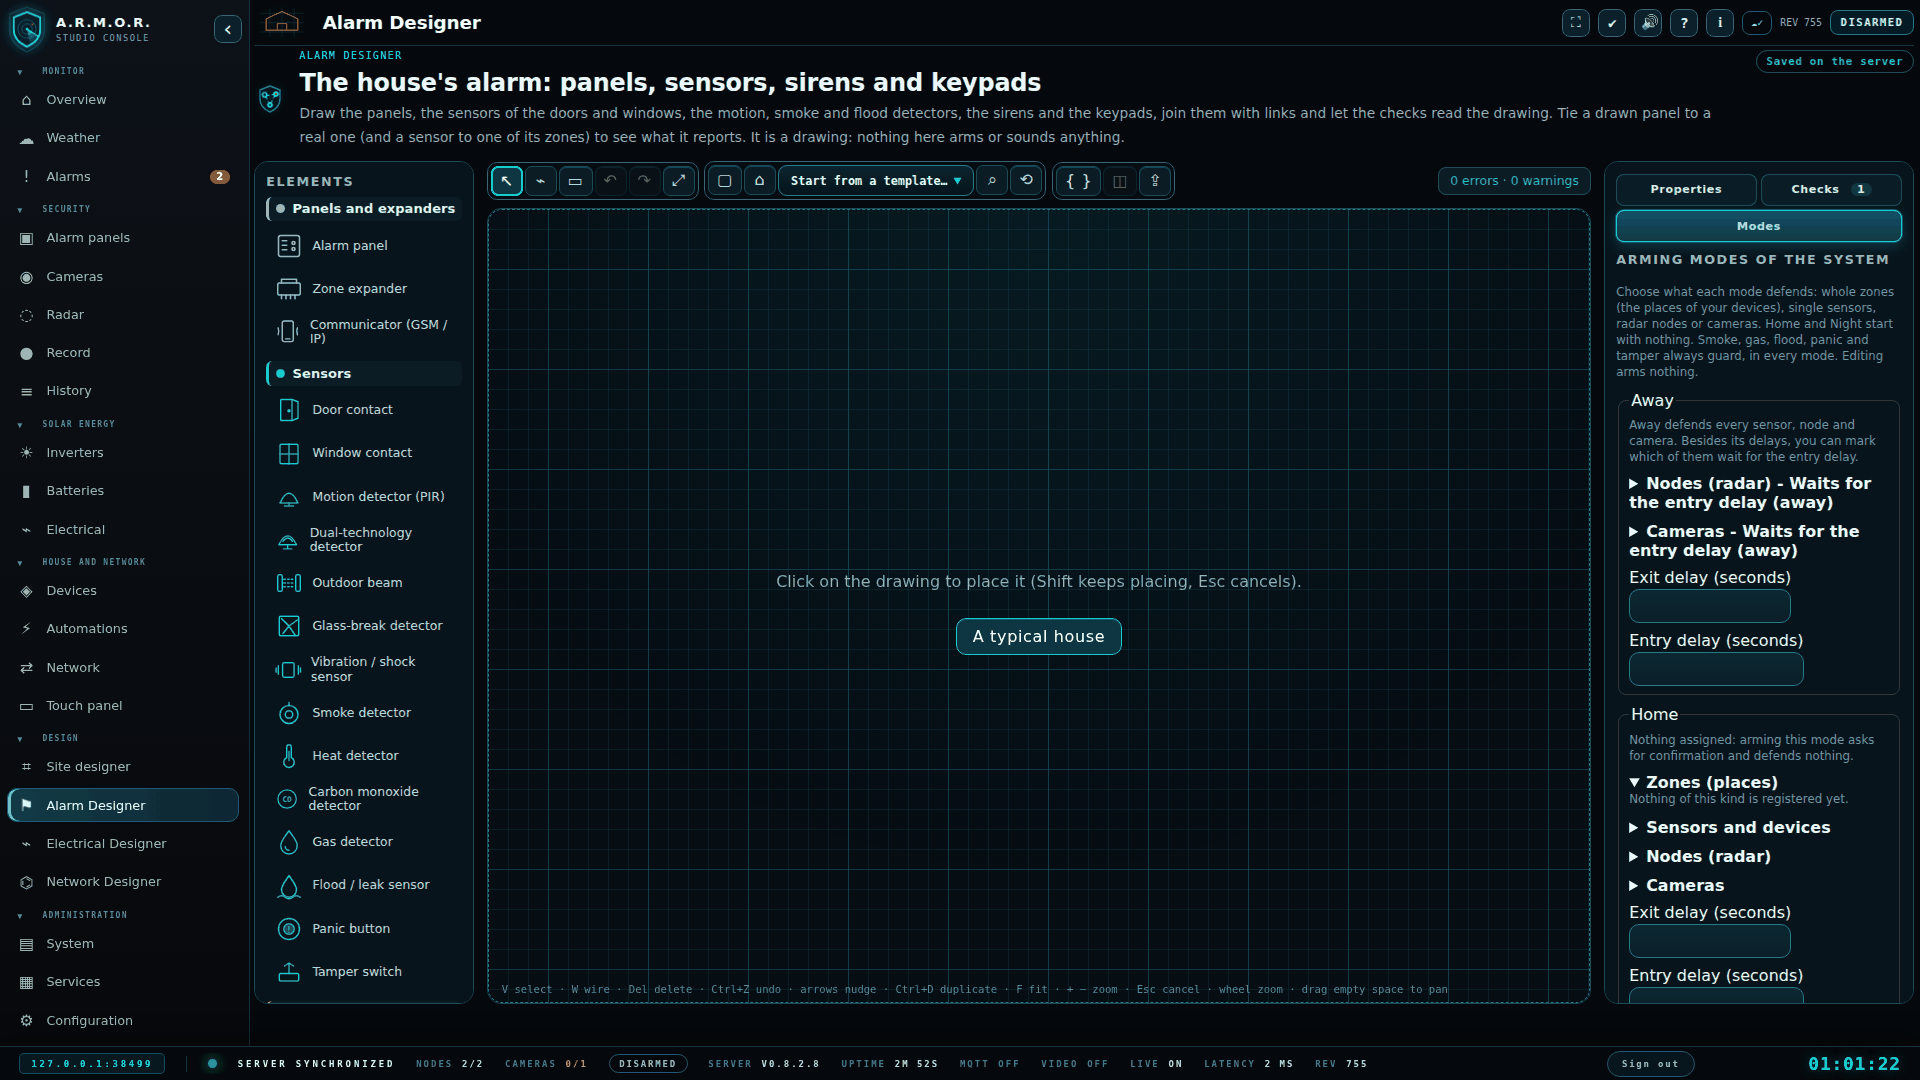 A.R.M.O.R.
STUDIO CONSOLE
MONITOR
Overview
Weather
Alarms
2
SECURITY
Alarm panels
Cameras
Radar
Record
History
SOLAR ENERGY
Inverters
Batteries
Electrical
HOUSE AND NETWORK
Devices
Automations
Network
Touch panel
DESIGN
Site designer
Alarm Designer
Electrical Designer
Network Designer
ADMINISTRATION
System
Services
Configuration
Alarm Designer
REV 755
DISARMED
ALARM DESIGNER
Saved on the server
The house's alarm: panels, sensors, sirens and keypads
Draw the panels, the sensors of the doors and windows, the motion, smoke and flood detectors, the sirens and the keypads, join them with links and let the checks read the drawing. Tie a drawn panel to a
real one (and a sensor to one of its zones) to see what it reports. It is a drawing: nothing here arms or sounds anything.
ELEMENTS
Panels and expanders
Alarm panel
Zone expander
Communicator (GSM /
IP)
Sensors
Door contact
Window contact
Motion detector (PIR)
Dual-technology
detector
Outdoor beam
Glass-break detector
Vibration / shock
sensor
Smoke detector
Heat detector
CO
Carbon monoxide
detector
Gas detector
Flood / leak sensor
Panic button
Tamper switch
Start from a template…
{ }
0 errors · 0 warnings
Click on the drawing to place it (Shift keeps placing, Esc cancels).
A typical house
V select · W wire · Del delete · Ctrl+Z undo · arrows nudge · Ctrl+D duplicate · F fit · + − zoom · Esc cancel · wheel zoom · drag empty space to pan
Properties
Checks 1
Modes
ARMING MODES OF THE SYSTEM
Choose what each mode defends: whole zones
(the places of your devices), single sensors,
radar nodes or cameras. Home and Night start
with nothing. Smoke, gas, flood, panic and
tamper always guard, in every mode. Editing
arms nothing.
Away
Away defends every sensor, node and
camera. Besides its delays, you can mark
which of them wait for the entry delay.
Nodes (radar) - Waits for
the entry delay (away)
Cameras - Waits for the
entry delay (away)
Exit delay (seconds)
Entry delay (seconds)
Home
Nothing assigned: arming this mode asks
for confirmation and defends nothing.
Zones (places)
Nothing of this kind is registered yet.
Sensors and devices
Nodes (radar)
Cameras
Exit delay (seconds)
Entry delay (seconds)
127.0.0.1:38499
SERVER SYNCHRONIZED
NODES 2/2
CAMERAS 0/1
DISARMED
SERVER V0.8.2.8
UPTIME 2M 52S
MQTT OFF
VIDEO OFF
LIVE ON
LATENCY 2 MS
REV 755
Sign out
01:01:22